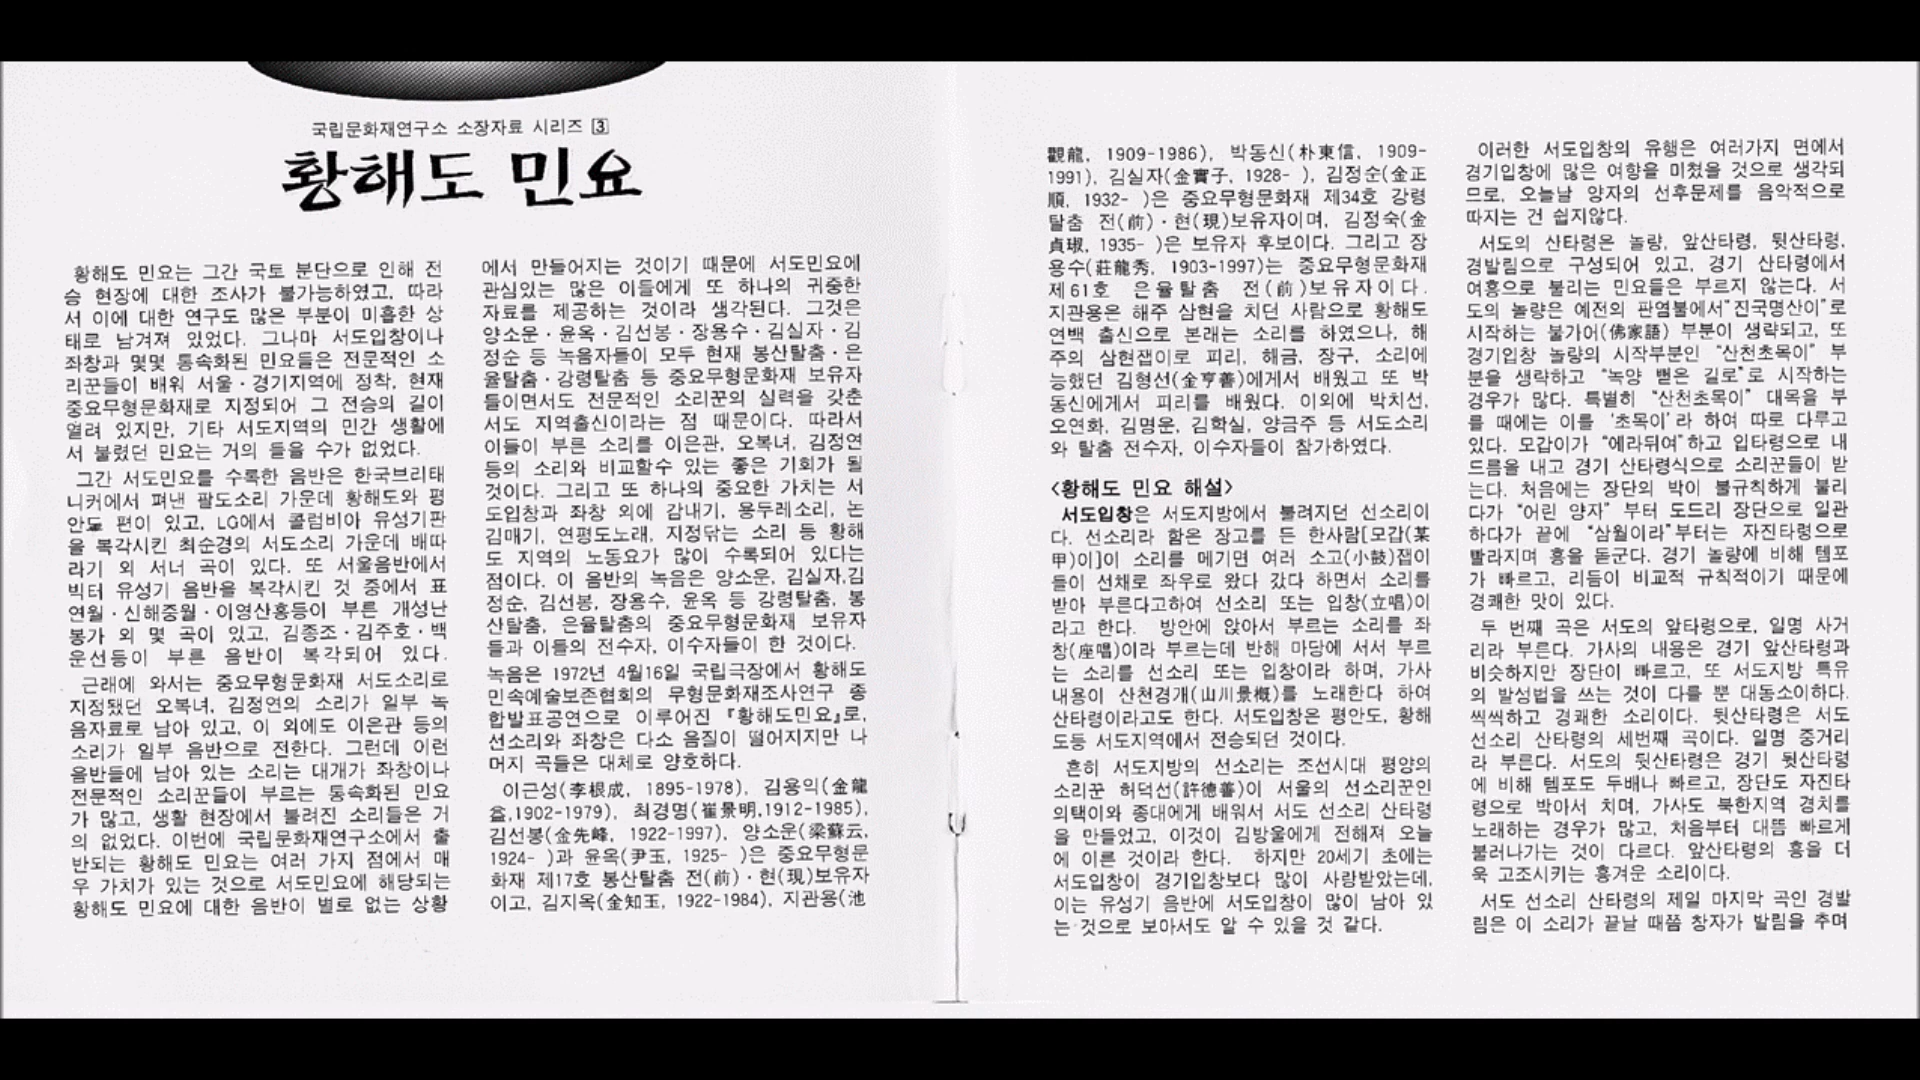 국립문화재연구소 소장자료 시리즈 3
황해도 민요
황해도 민요는 그간 국토 분단으로 인해 전
승 현장에 대한 조사가 불가능하였고, 따라
서 이에 대한 연구도 많은 부분이 미흡한 상
태로 남겨져 있었다. 그나마 서도입창이나
좌창과 몇몇 통속화된 민요들은 전문적인 소
리꾼들이 배워 서울·경기지역에 정착, 현재
중요무형문화재로 지정되어 그 전승의 길이
열려 있지만, 기타 서도지역의 민간 생활에
서 불렸던 민요는 거의 들을 수가 없었다.
그간 서도민요를 수록한 음반은 한국브리태
니커에서 펴낸 팔도소리 가운데 황해도와 평
안도 편이 있고, LG에서 콜럼비아 유성기판
을 복각시킨 최순경의 서도소리 가운데 배따
라기 외 서너 곡이 있다. 또 서울음반에서
빅터 유성기 음반을 복각시킨 것 중에서 표
연월·신해중월·이영산홍등이 부른 개성난
봉가 외 몇 곡이 있고, 김종조·김주호·백
운선등이 부른 음반이 복각되어 있다.
근래에 와서는 중요무형문화재 서도소리로
지정됐던 오복녀, 김정연의 소리가 일부 녹
음자료로 남아 있고, 이 외에도 이은관 등의
소리가 일부 음반으로 전한다. 그런데 이런
음반들에 남아 있는 소리는 대개가 좌창이나
전문적인 소리꾼들이 부르는 통속화된 민요
가 많고, 생활 현장에서 불려진 소리들은 거
의 없었다. 이번에 국립문화재연구소에서 출
반되는 황해도 민요는 여러 가지 점에서 매
우 가치가 있는 것으로 서도민요에 해당되는
황해도 민요에 대한 음반이 별로 없는 상황
에서 만들어지는 것이기 때문에 서도민요에
관심있는 많은 이들에게 또 하나의 귀중한
자료를 제공하는 것이라 생각된다. 그것은
양소운·윤옥·김선봉·장용수·김실자·김
정순 등 녹음자들이 모두 현재 봉산탈춤·은
율탈춤·강령탈춤 등 중요무형문화재 보유자
들이면서도 전문적인 소리꾼의 실력을 갖춘
서도 지역출신이라는 점 때문이다. 따라서
이들이 부른 소리를 이은관, 오복녀, 김정연
등의 소리와 비교할수 있는 좋은 기회가 될
것이다. 그리고 또 하나의 중요한 가치는 서
도입창과 좌창 외에 감내기, 용두레소리, 논
김매기, 연평도노래, 지정닦는 소리 등 황해
도 지역의 노동요가 많이 수록되어 있다는
점이다. 이 음반의 녹음은 양소운, 김실자,김
정순, 김선봉, 장용수, 윤옥 등 강령탈춤, 봉
산탈춤, 은율탈춤의 중요무형문화재 보유자
들과 이들의 전수자, 이수자들이 한 것이다.
녹음은 1972년 4월16일 국립극장에서 황해도
민속예술보존협회의 무형문화재조사연구 종
합발표공연으로 이루어진 『황해도민요』로,
선소리와 좌창은 다소 음질이 떨어지지만 나
머지 곡들은 대체로 양호하다.
이근성(李根成, 1895-1978), 김용익(金龍
益,1902-1979), 최경명(崔景明,1912-1985),
김선봉(金先峰, 1922-1997), 양소운(梁蘇云,
1924- )과 윤옥(尹玉, 1925- )은 중요무형문
화재 제17호 봉산탈춤 전(前)·현(現)보유자
이고, 김지옥(金知玉, 1922-1984), 지관용(池
觀龍, 1909-1986), 박동신(朴東信, 1909-
1991), 김실자(金實子, 1928- ), 김정순(金正
順, 1932- )은 중요무형문화재 제34호 강령
탈춤 전(前)·현(現)보유자이며, 김정숙(金
貞琡, 1935- )은 보유자 후보이다. 그리고 장
용수(莊龍秀, 1903-1997)는 중요무형문화재
제61호 은율탈춤 전(前)보유자이다.
지관용은 해주 삼현을 치던 사람으로 황해도
연백 출신으로 본래는 소리를 하였으나, 해
주의 삼현잽이로 피리, 해금, 장구, 소리에
능했던 김형선(金亨善)에게서 배웠고 또 박
동신에게서 피리를 배웠다. 이외에 박치선,
오연화, 김명운, 김학실, 양금주 등 서도소리
와 탈춤 전수자, 이수자들이 참가하였다.
<황해도 민요 해설>
서도입창은 서도지방에서 불려지던 선소리이
다. 선소리라 함은 장고를 든 한사람[모갑(某
甲)이]이 소리를 메기면 여러 소고(小鼓)잽이
들이 선채로 좌우로 왔다 갔다 하면서 소리를
받아 부른다고하여 선소리 또는 입창(立唱)이
라고 한다. 방안에 앉아서 부르는 소리를 좌
창(座唱)이라 부르는데 반해 마당에 서서 부르
는 소리를 선소리 또는 입창이라 하며, 가사
내용이 산천경개(山川景槪)를 노래한다 하여
산타령이라고도 한다. 서도입창은 평안도, 황해
도등 서도지역에서 전승되던 것이다.
흔히 서도지방의 선소리는 조선시대 평양의
소리꾼 허덕선(許德善)이 서울의 선소리꾼인
의택이와 종대에게 배워서 서도 선소리 산타령
을 만들었고, 이것이 김방울에게 전해져 오늘
에 이른 것이라 한다. 하지만 20세기 초에는
서도입창이 경기입창보다 많이 사랑받았는데,
이는 유성기 음반에 서도입창이 많이 남아 있
는 것으로 보아서도 알 수 있을 것 같다.
이러한 서도입창의 유행은 여러가지 면에서
경기입창에 많은 여향을 미쳤을 것으로 생각되
므로, 오늘날 양자의 선후문제를 음악적으로
따지는 건 쉽지않다.
서도의 산타령은 놀량, 앞산타령, 뒷산타령,
경발림으로 구성되어 있고, 경기 산타령에서
여흥으로 불리는 민요들은 부르지 않는다. 서
도의 놀량은 예전의 판염불에서"진국명산이"로
시작하는 불가어(佛家語) 부분이 생략되고, 또
경기입창 놀량의 시작부분인 "산천초목이" 부
분을 생략하고 "녹양 뻗은 길로"로 시작하는
경우가 많다. 특별히 "산천초목이" 대목을 부
를 때에는 이를 '초목이'라 하여 따로 다루고
있다. 모갑이가 "에라뒤여"하고 입타령으로 내
드름을 내고 경기 산타령식으로 소리꾼들이 받
는다. 처음에는 장단의 박이 불규칙하게 불리
다가 "어린 양자" 부터 도드리 장단으로 일관
하다가 끝에 "삼월이라"부터는 자진타령으로
빨라지며 흥을 돋군다. 경기 놀량에 비해 템포
가 빠르고, 리듬이 비교적 규칙적이기 때문에
경쾌한 맛이 있다.
두 번째 곡은 서도의 앞타령으로, 일명 사거
리라 부른다. 가사의 내용은 경기 앞산타령과
비슷하지만 장단이 빠르고, 또 서도지방 특유
의 발성법을 쓰는 것이 다를 뿐 대동소이하다.
씩씩하고 경쾌한 소리이다. 뒷산타령은 서도
선소리 산타령의 세번째 곡이다. 일명 중거리
라 부른다. 서도의 뒷산타령은 경기 뒷산타령
에 비해 템포도 두배나 빠르고, 장단도 자진타
령으로 박아서 치며, 가사도 북한지역 경치를
노래하는 경우가 많고, 처음부터 대뜸 빠르게
불러나가는 것이 다르다. 앞산타령의 흥을 더
욱 고조시키는 흥겨운 소리이다.
서도 선소리 산타령의 제일 마지막 곡인 경발
림은 이 소리가 끝날 때쯤 창자가 발림을 추며